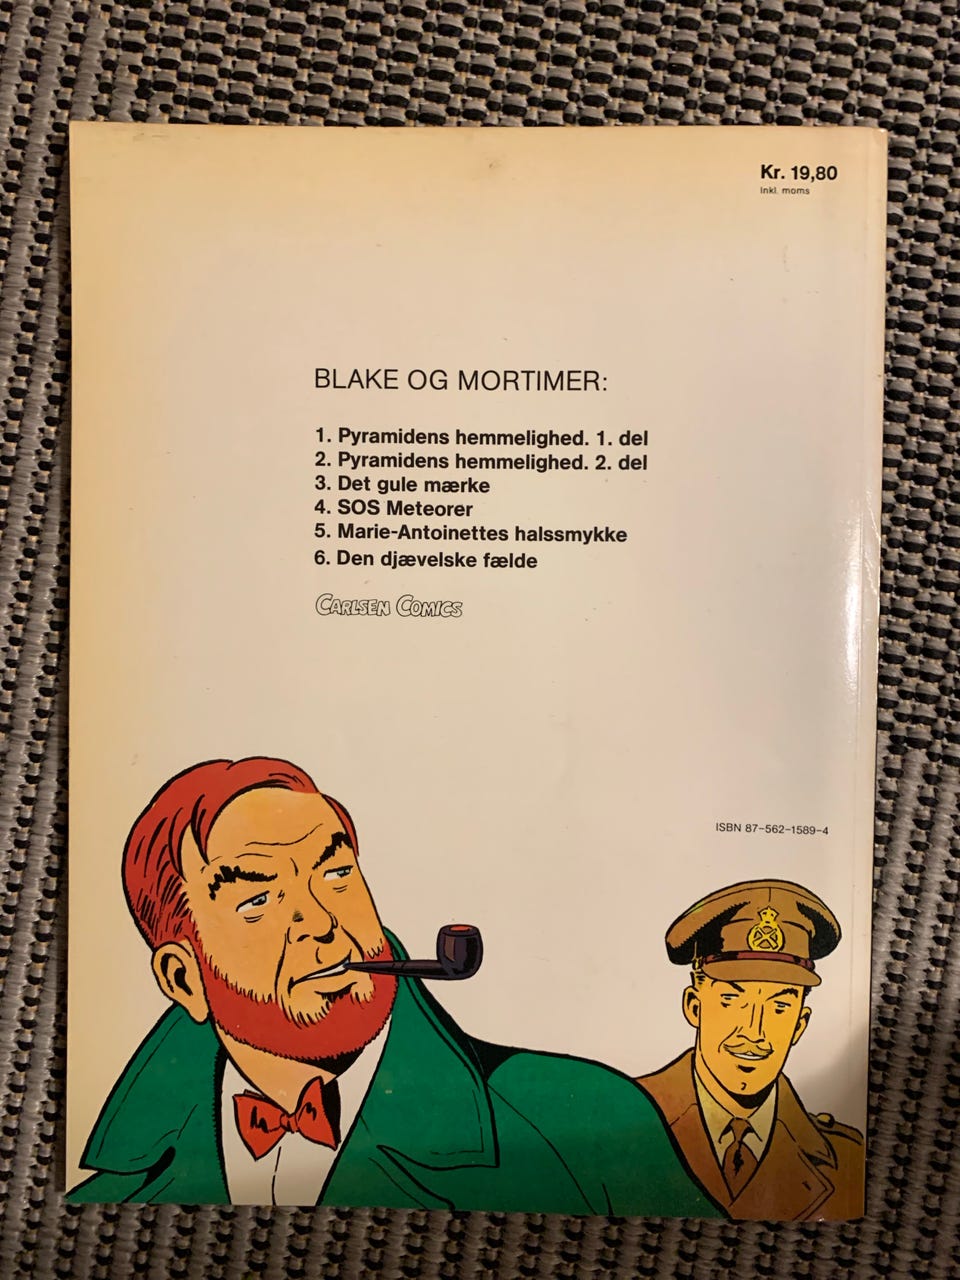 Kr. 19,80
Inkl. moms
BLAKE OG MORTIMER:
1. Pyramidens hemmelighed. 1. del
2. Pyramidens hemmelighed. 2. del
3. Det gule mærke
4. SOS Meteorer
5. Marie-Antoinettes halssmykke
6. Den djævelske fælde
CARLSEN COMICS
ISBN 87-562-1589-4